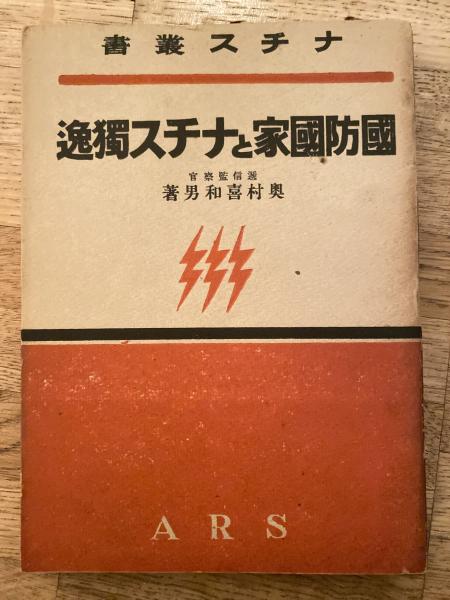 ナチス叢書
國防國家とナチス獨逸
遞信監察官
奥村喜和男著
ARS